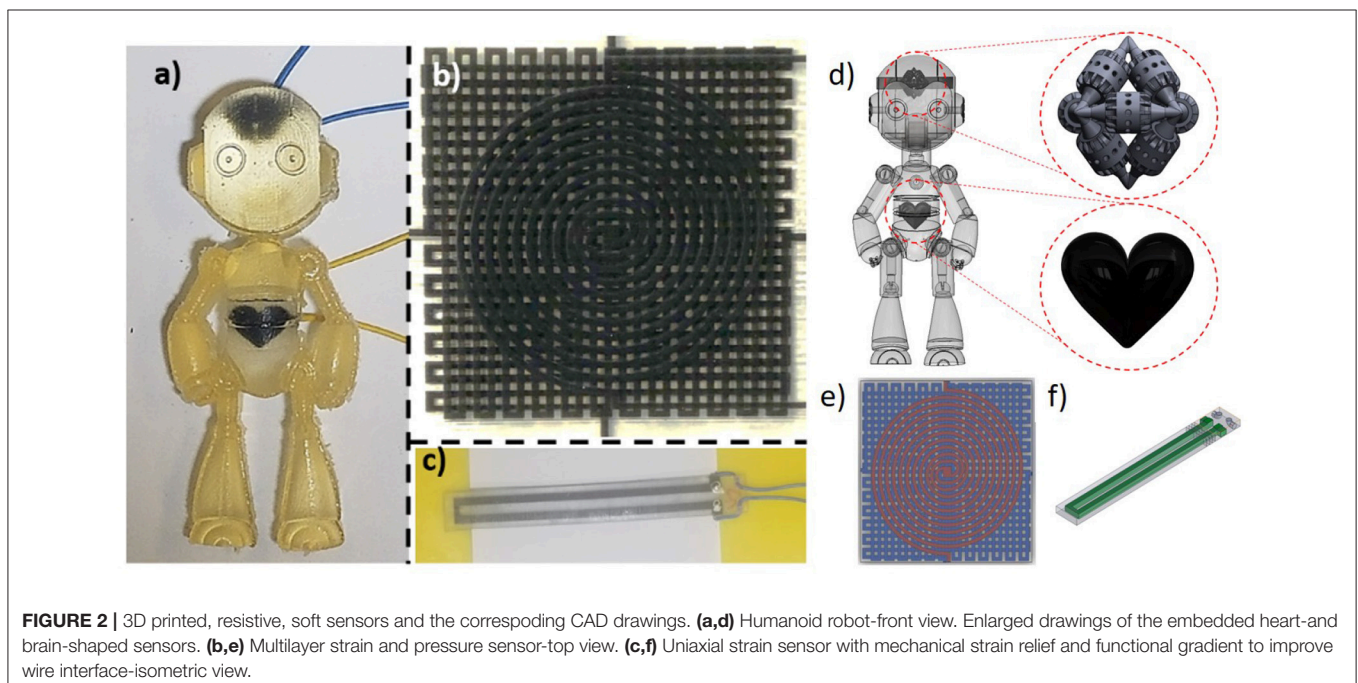 a)
b)
c)
d)
e)
f)
FIGURE 2 | 3D printed, resistive, soft sensors and the correspoding CAD drawings. (a,d) Humanoid robot-front view. Enlarged drawings of the embedded heart-and
brain-shaped sensors. (b,e) Multilayer strain and pressure sensor-top view. (c,f) Uniaxial strain sensor with mechanical strain relief and functional gradient to improve
wire interface-isometric view.